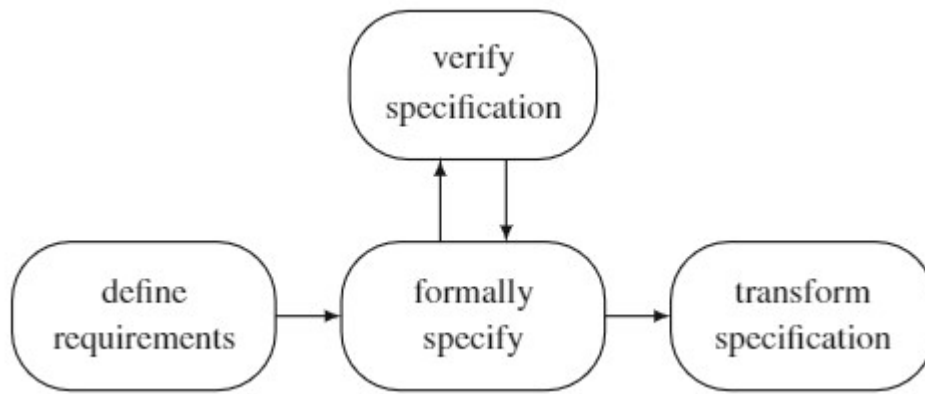 verify
specification
define
requirements
formally
specify
transform
specification